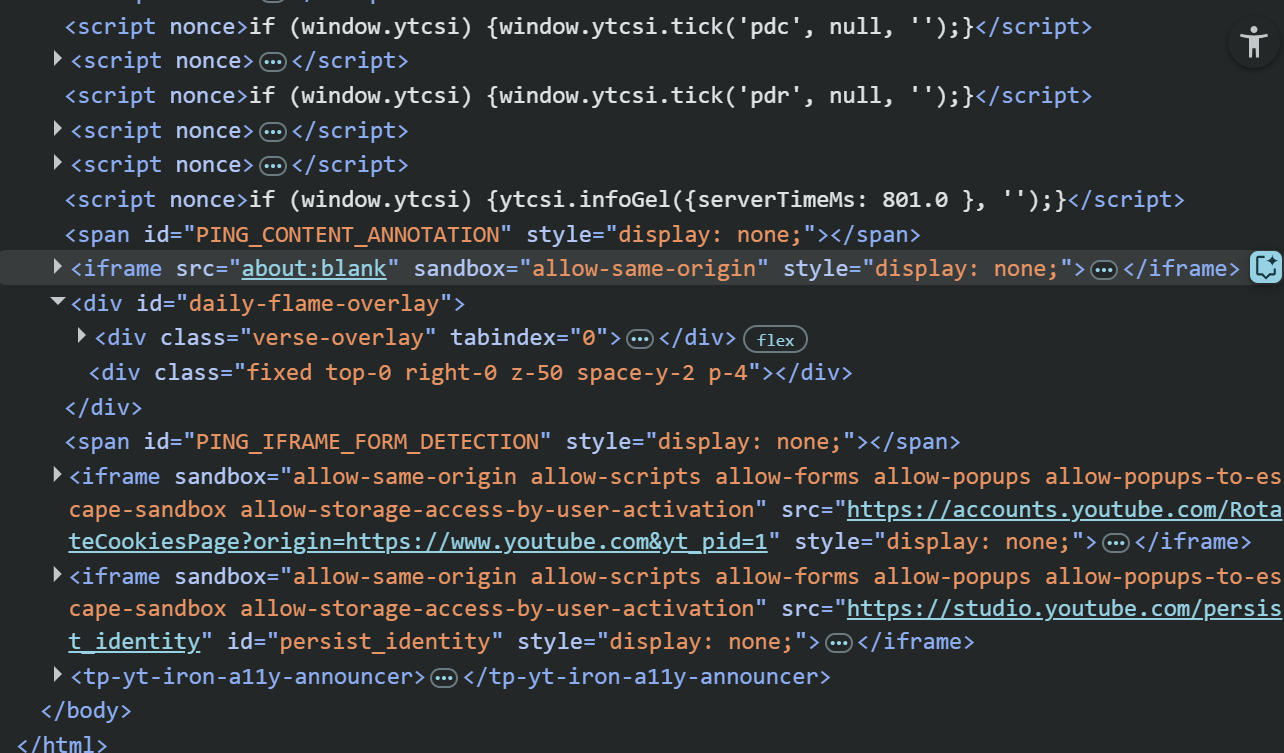 <script nonce>if (window.ytcsi) {window.ytcsi.tick('pdc', null, '');}</script>
<script nonce>…</script>
<script nonce>if (window.ytcsi) {window.ytcsi.tick('pdr', null, '');}</script>
<script nonce>…</script>
<script nonce>…</script>
<script nonce>if (window.ytcsi) {ytcsi.infoGel({serverTimeMs: 801.0 }, '');}</script>
<span id="PING_CONTENT_ANNOTATION" style="display: none;"></span>
<iframe src="about:blank" sandbox="allow-same-origin" style="display: none;">…</iframe>
<div id="daily-flame-overlay">
<div class="verse-overlay" tabindex="0">…</div> flex
<div class="fixed top-0 right-0 z-50 space-y-2 p-4"></div>
</div>
<span id="PING_IFRAME_FORM_DETECTION" style="display: none;"></span>
<iframe sandbox="allow-same-origin allow-scripts allow-forms allow-popups allow-popups-to-es
cape-sandbox allow-storage-access-by-user-activation" src="https://accounts.youtube.com/Rota
teCookiesPage?origin=https://www.youtube.com&yt_pid=1" style="display: none;">…</iframe>
<iframe sandbox="allow-same-origin allow-scripts allow-forms allow-popups allow-popups-to-es
cape-sandbox allow-storage-access-by-user-activation" src="https://studio.youtube.com/persis
t_identity" id="persist_identity" style="display: none;">…</iframe>
<tp-yt-iron-a11y-announcer>…</tp-yt-iron-a11y-announcer>
</body>
</html>